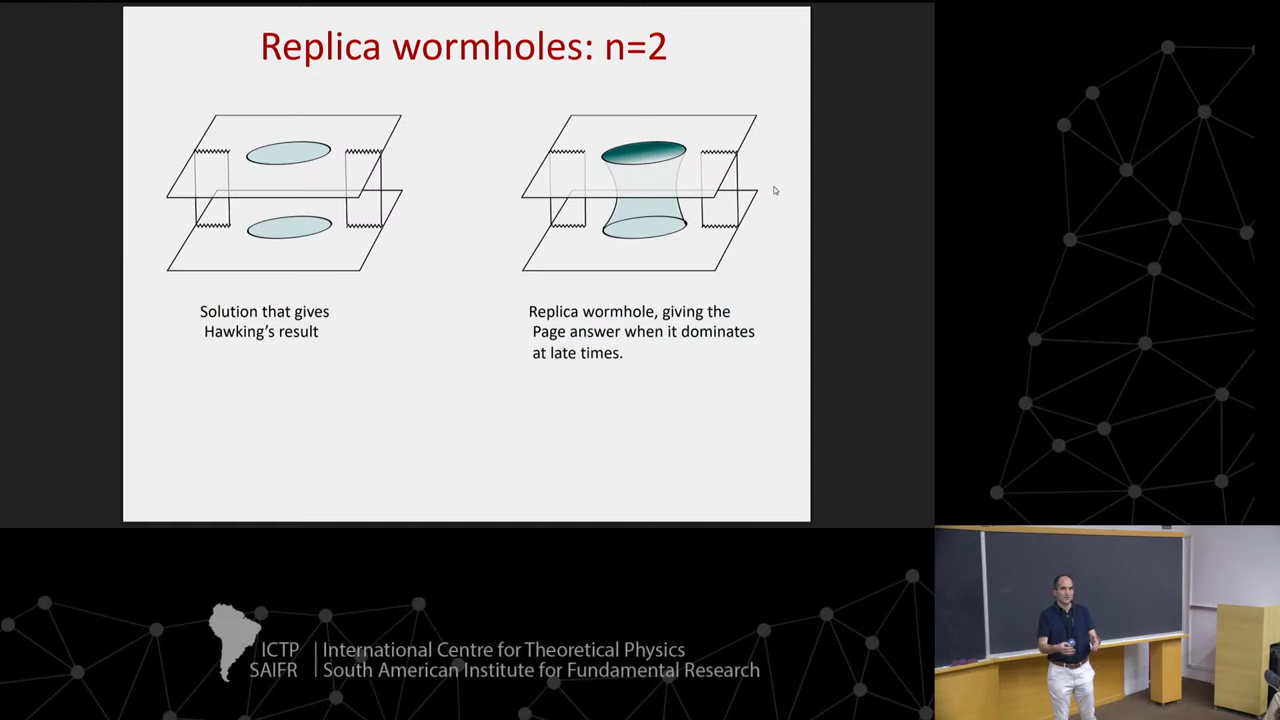 Replica wormholes: n=2
Solution that gives
Hawking's result
Replica wormhole, giving the
Page answer when it dominates
at late times.
ICTP
SAIFR
International Centre for Theoretical Physics
South American Institute for Fundamental Research